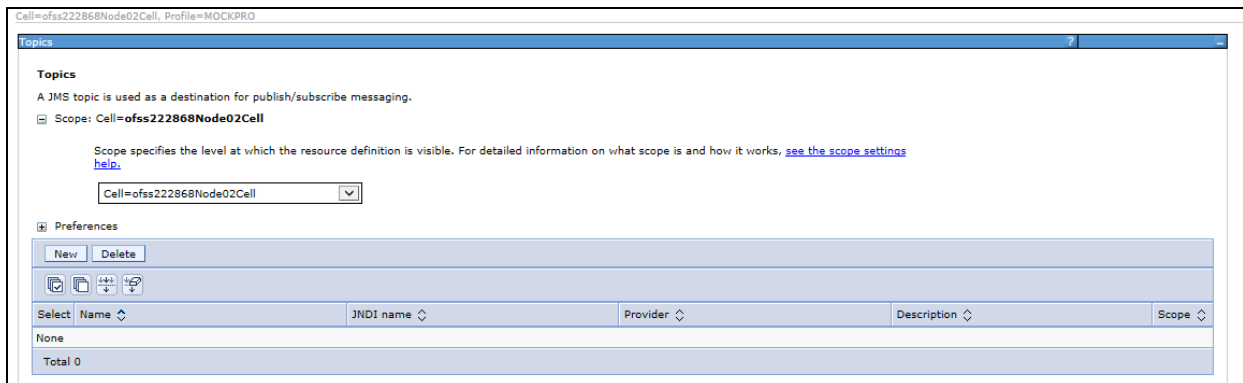 Cell=ofss222868Node02Cell, Profile=MOCKPRO
Topics ? -
Topics
A JMS topic is used as a destination for publish/subscribe messaging.
Scope: Cell=ofss222868Node02Cell
Scope specifies the level at which the resource definition is visible. For detailed information on what scope is and how it works, see the scope settings
help.
Cell=ofss222868Node02Cell
Preferences
New Delete
Select Name JNDI name Provider Description Scope
None
Total 0